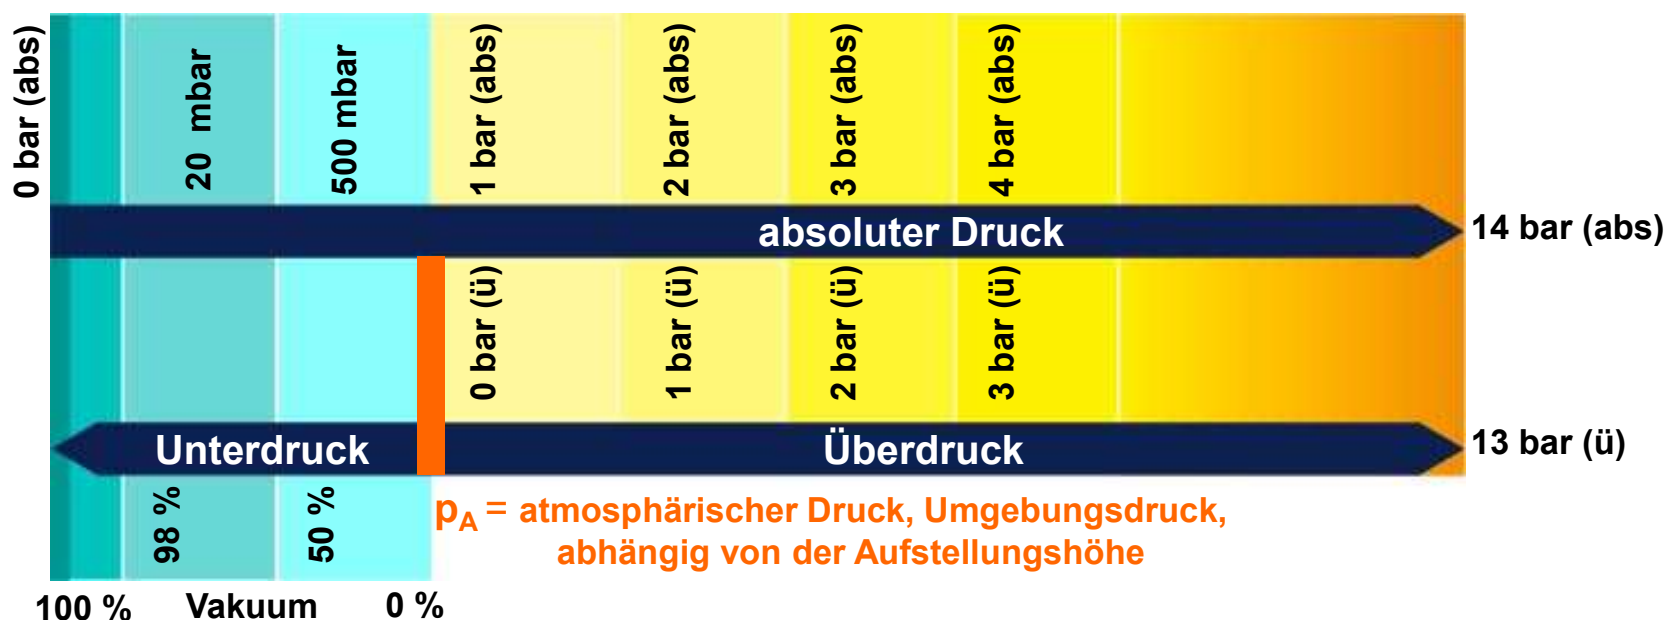 0 bar (abs)
20 mbar
500 mbar
1 bar (abs)
2 bar (abs)
3 bar (abs)
4 bar (abs)
absoluter Druck
14 bar (abs)
0 bar (ü)
1 bar (ü)
2 bar (ü)
3 bar (ü)
Unterdruck
Überdruck
13 bar (ü)
98 %
50 %
pA = atmosphärischer Druck, Umgebungsdruck,
abhängig von der Aufstellungshöhe
100 % Vakuum 0 %